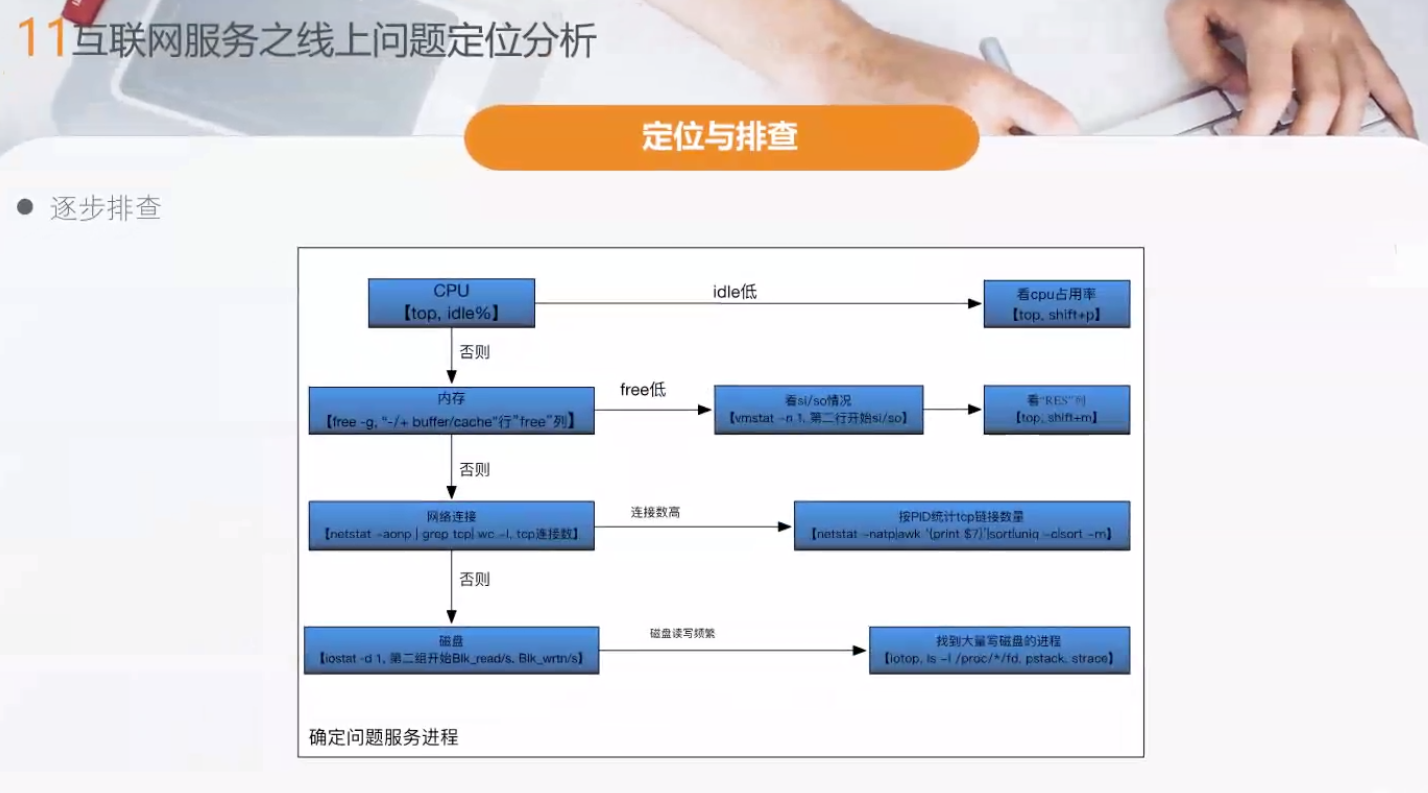 11互联网服务之线上问题定位分析
定位与排查
● 逐步排查
CPU
【top, idle%】
idle低
看cpu占用率
【top, shift+p】
否则
内存
【free -g, “-/+ buffer/cache”行”free”列】
free低
看si/so情况
【vmstat -n 1, 第二行开始si/so】
看“RES”列
【top, shift+m】
否则
网络连接
【netstat -aonp | grep tcp| wc -l, tcp连接数】
连接数高
按PID统计tcp链接数量
【netstat -natp|awk ‘{print $7}’|sort|uniq -c|sort -rn】
否则
磁盘
【iostat -d 1, 第二组开始Blk_read/s, Blk_wrtn/s】
磁盘读写频繁
找到大量写磁盘的进程
【iotop, ls -l /proc/*/fd, pstack, strace】
确定问题服务进程